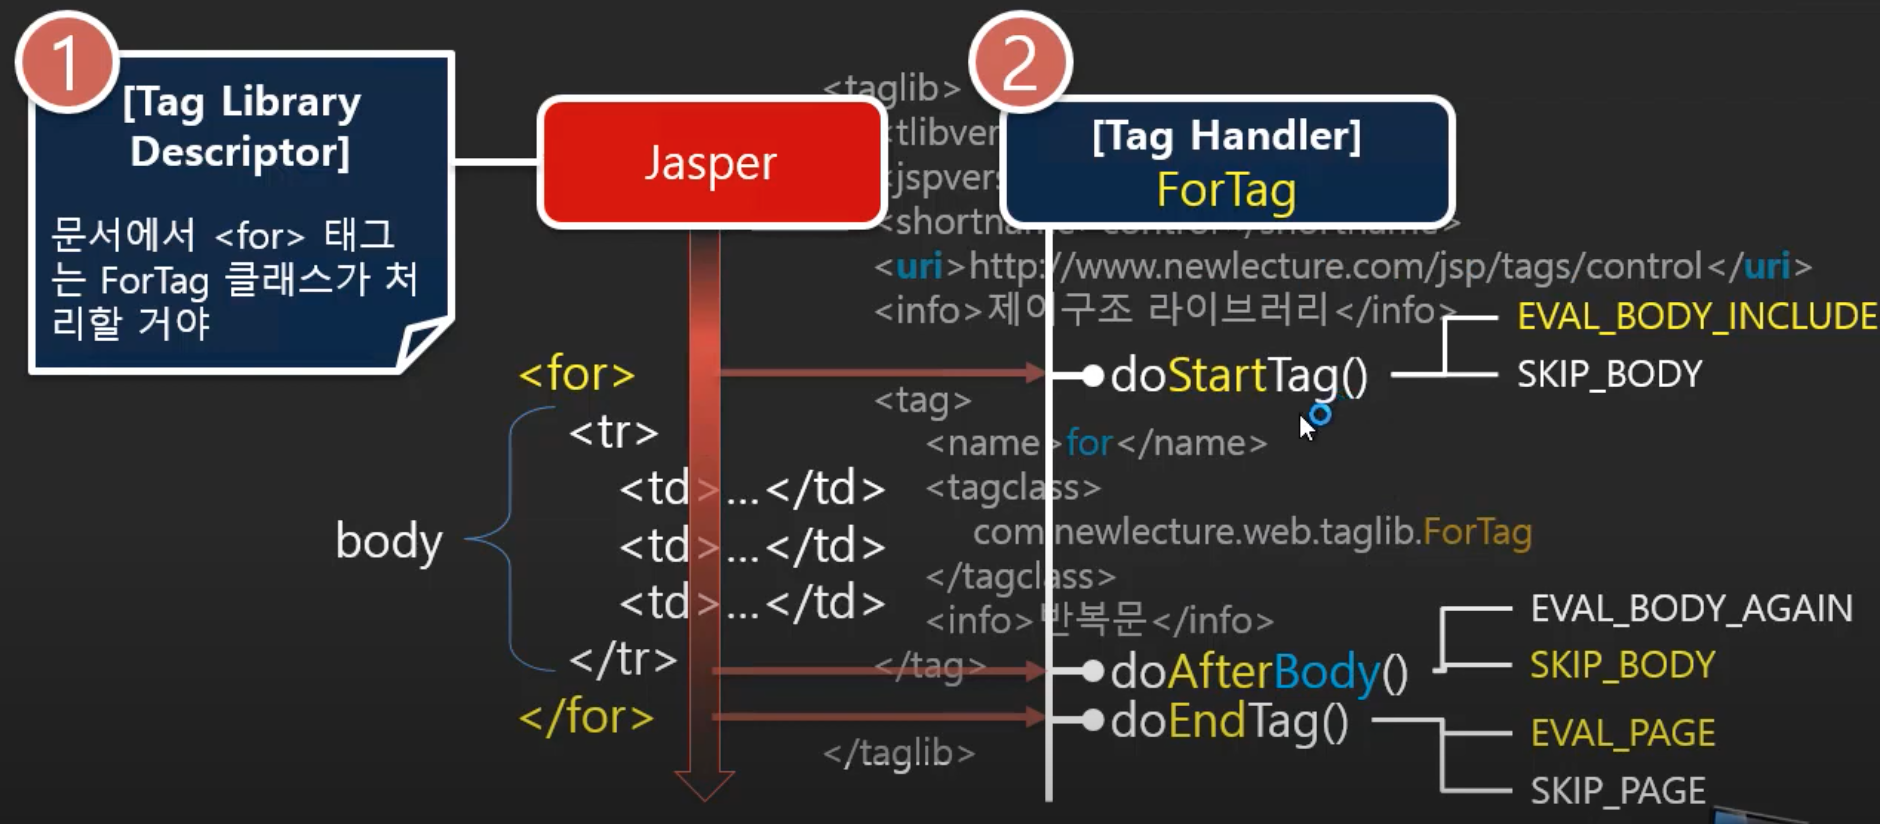 1
[Tag Library
Descriptor]
문서에서 <for> 태그
는 ForTag 클래스가 처
리할 거야
Jasper
2
[Tag Handler]
ForTag
<taglib>
<tlibver
<jspvers
<shortname>control</shortname>
<uri>http://www.newlecture.com/jsp/tags/control</uri>
<info>제어구조 라이브러리</info>
<tag>
<name>for</name>
<tagclass>
com.newlecture.web.taglib.ForTag
</tagclass>
<info>반복문</info>
</tag>
</taglib>
<for>
<tr>
<td>...</td>
<td>...</td>
<td>...</td>
</tr>
</for>
body
doStartTag()
EVAL_BODY_INCLUDE
SKIP_BODY
doAfterBody()
EVAL_BODY_AGAIN
SKIP_BODY
doEndTag()
EVAL_PAGE
SKIP_PAGE